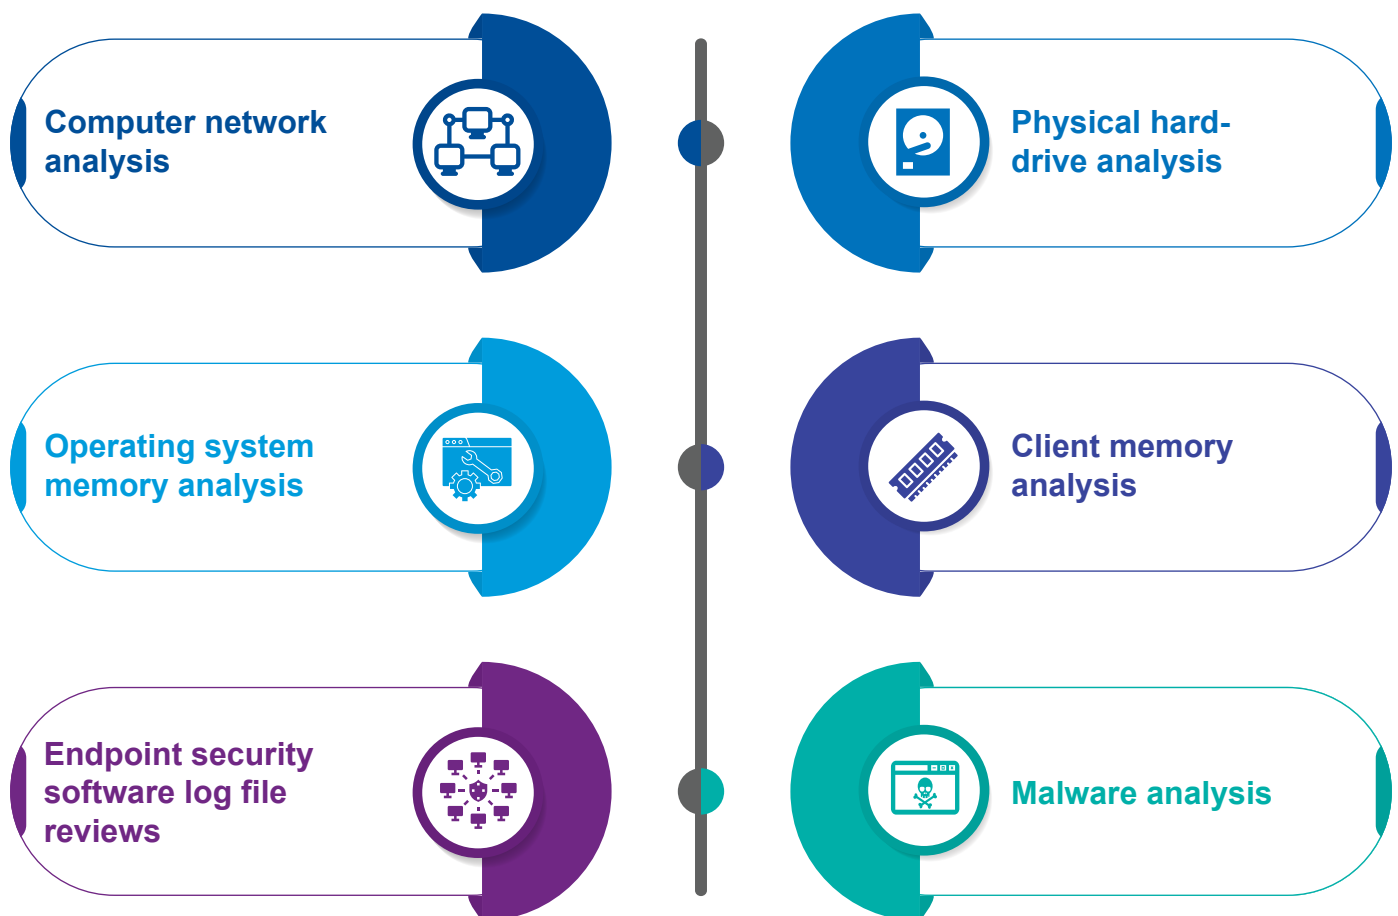 Computer network
analysis
Physical hard-
drive analysis
Operating system
memory analysis
Client memory
analysis
Endpoint security
software log file
reviews
Malware analysis